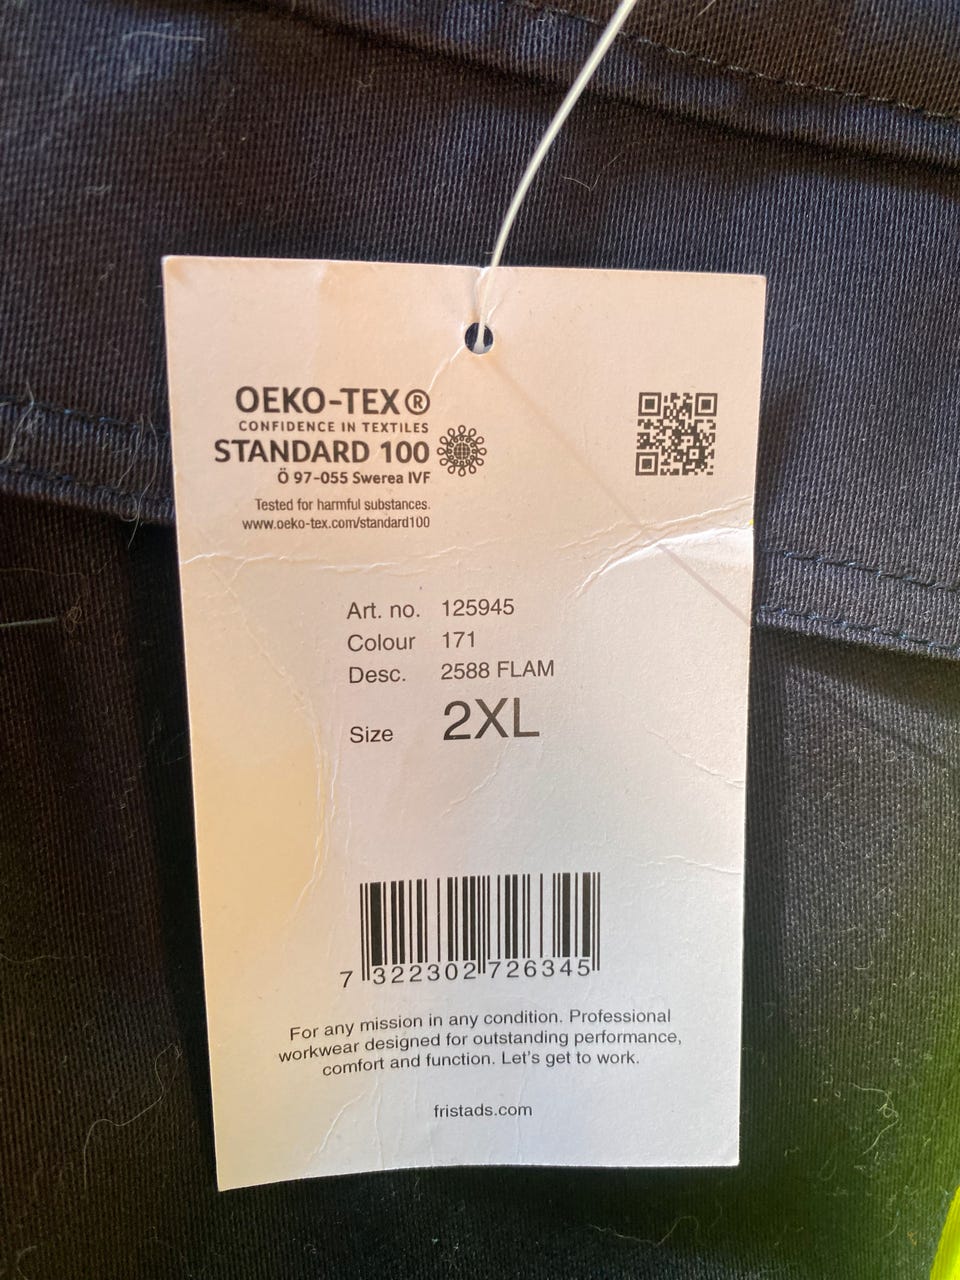 OEKO-TEX®
CONFIDENCE IN TEXTILES
STANDARD 100
Ö 97-055 Swerea IVF
Tested for harmful substances.
www.oeko-tex.com/standard100
Art. no. 125945
Colour 171
Desc. 2588 FLAM
Size 2XL
7 322302 726345
For any mission in any condition. Professional
workwear designed for outstanding performance,
comfort and function. Let's get to work.
fristads.com